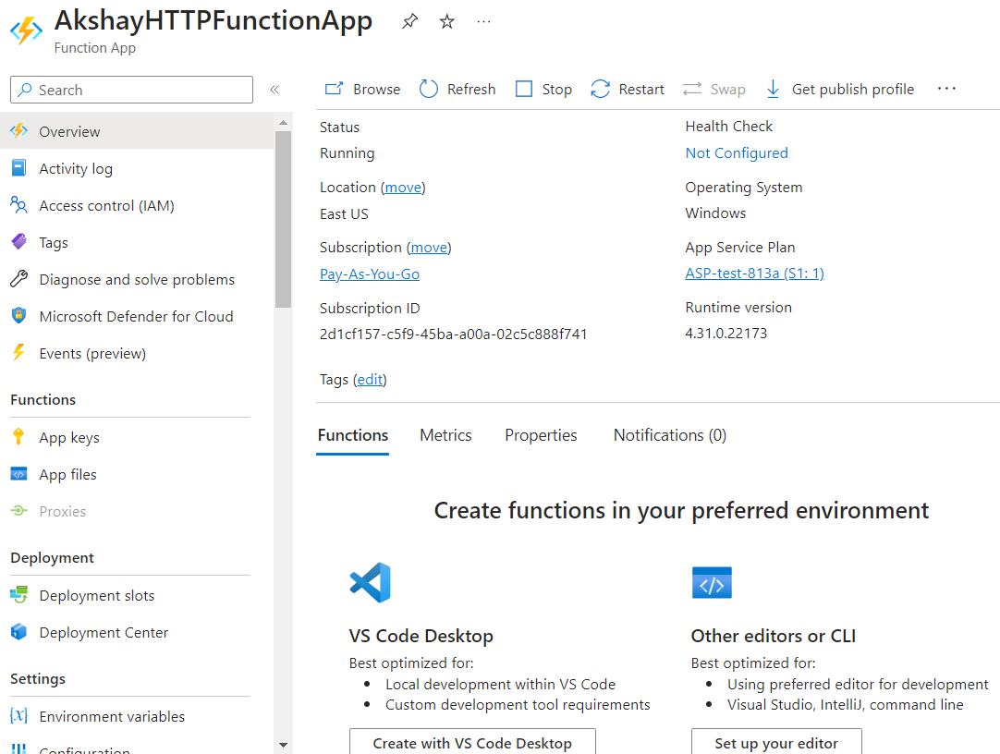 AkshayHTTPFunctionApp
Function App
Search
Overview
Activity log
Access control (IAM)
Tags
Diagnose and solve problems
Microsoft Defender for Cloud
Events (preview)
Functions
App keys
App files
Proxies
Deployment
Deployment slots
Deployment Center
Settings
Environment variables
Configuration
Browse Refresh Stop Restart Swap Get publish profile
Status
Running
Location (move)
East US
Subscription (move)
Pay-As-You-Go
Subscription ID
2d1cf157-c5f9-45ba-a00a-02c5c888f741
Tags (edit)
Health Check
Not Configured
Operating System
Windows
App Service Plan
ASP-test-813a (S1: 1)
Runtime version
4.31.0.22173
Functions Metrics Properties Notifications (0)
Create functions in your preferred environment
VS Code Desktop
Best optimized for:
• Local development within VS Code
• Custom development tool requirements
Create with VS Code Desktop
Other editors or CLI
Best optimized for:
• Using preferred editor for development
• Visual Studio, IntelliJ, command line
Set up your editor